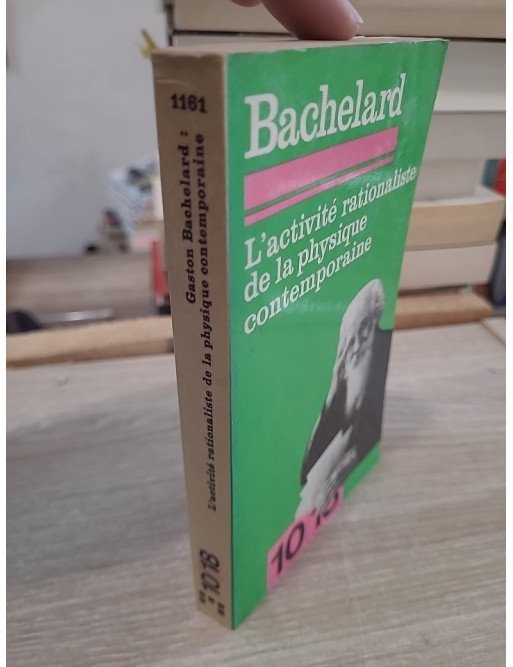 1161
Gaston Bachelard :
L'activité rationaliste de la physique contemporaine
10 18
Bachelard
L'activité rationaliste
de la physique
contemporaine
10 18